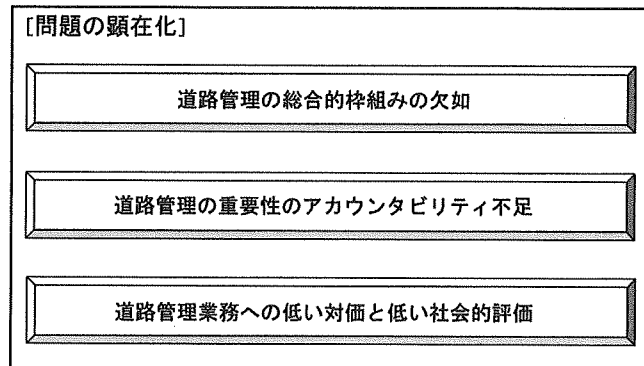 [問題の顕在化]
道路管理の総合的枠組みの欠如
道路管理の重要性のアカウンタビリティ不足
道路管理業務への低い対価と低い社会的評価